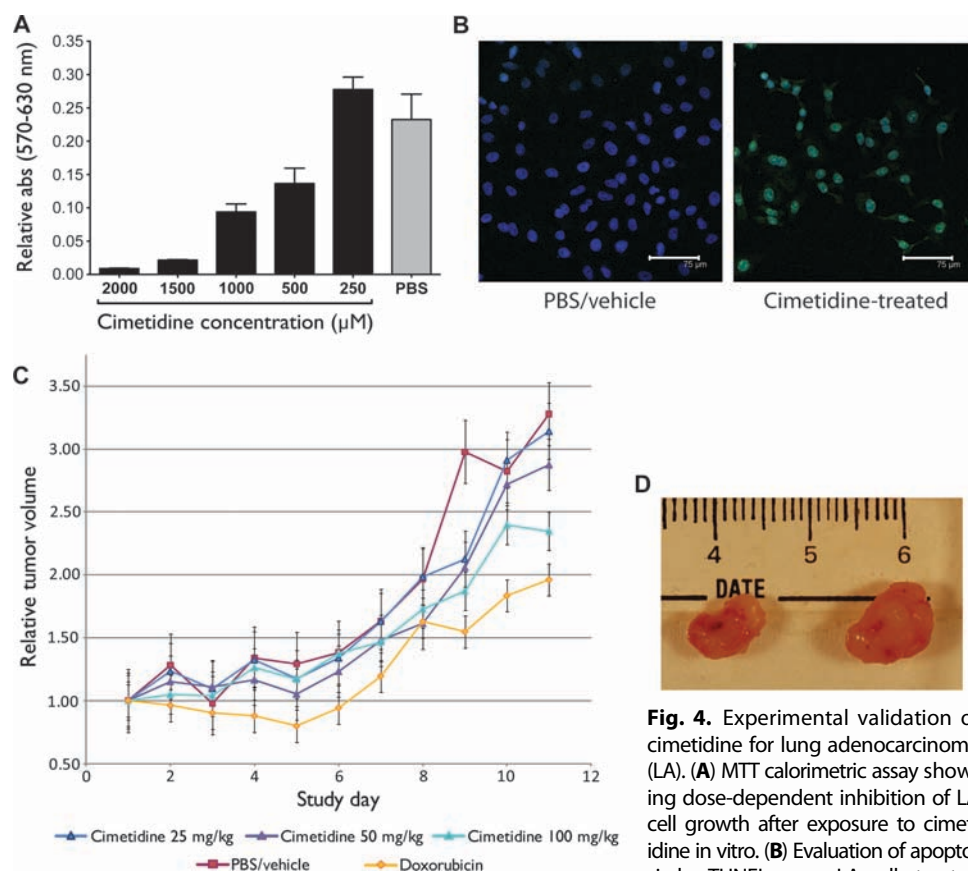 A
0.35
0.30
0.25
0.20
0.15
0.10
0.05
0.00
Relative abs (570-630 nm)
2000 1500 1000 500 250 PBS
Cimetidine concentration (µM)
B
75 µm
75 µm
PBS/vehicle
Cimetidine-treated
C
3.50
3.00
2.50
2.00
1.50
1.00
0.50
Relative tumor volume
0 2 4 6 8 10 12
Study day
Cimetidine 25 mg/kg Cimetidine 50 mg/kg Cimetidine 100 mg/kg
PBS/vehicle Doxorubicin
D
4 5 6
DATE
Fig. 4. Experimental validation o
cimetidine for lung adenocarcinom
(LA). (A) MTT calorimetric assay show
ing dose-dependent inhibition of LA
cell growth after exposure to cimet
idine in vitro. (B) Evaluation of apopto